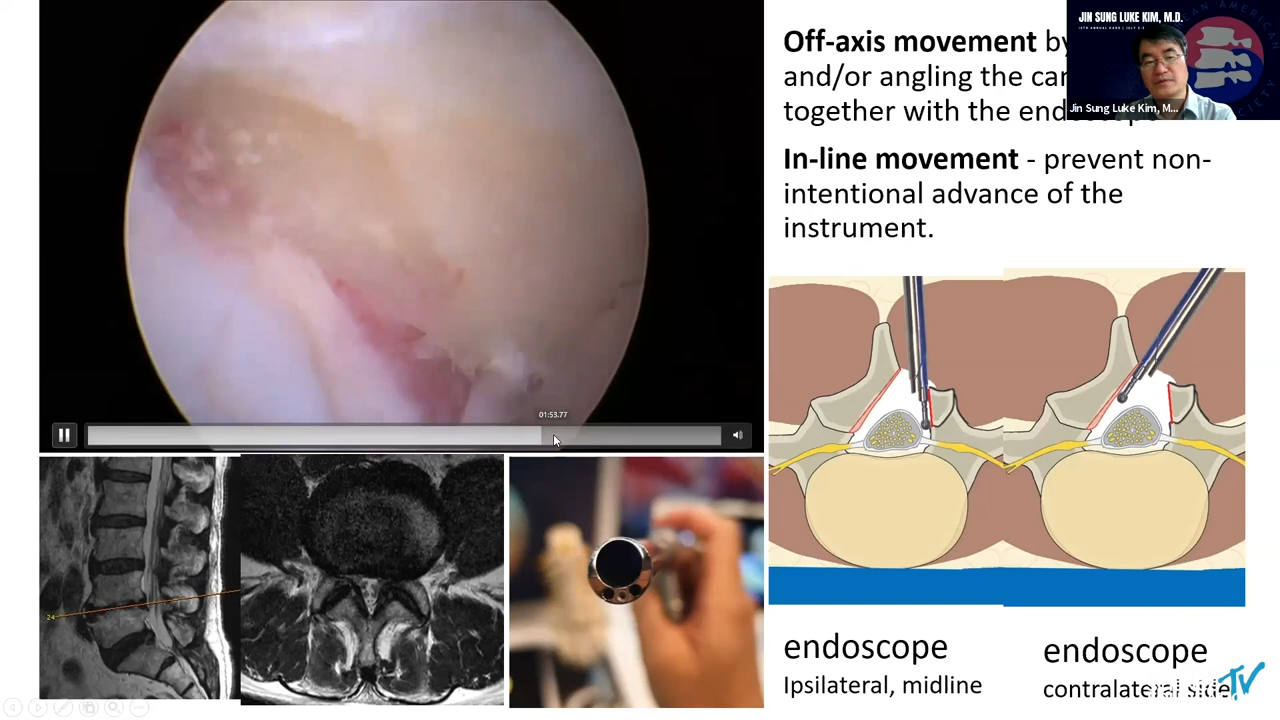 Off-axis movement by
and/or angling the
together with the
JIN SUNG LUKE KIM, M.D.
Jin Sung Luke Kim, M...
In-line movement - prevent non-
intentional advance of the
instrument.
01:53.77
24
endoscope
Ipsilateral, midline
endoscope
contralateral side
TV